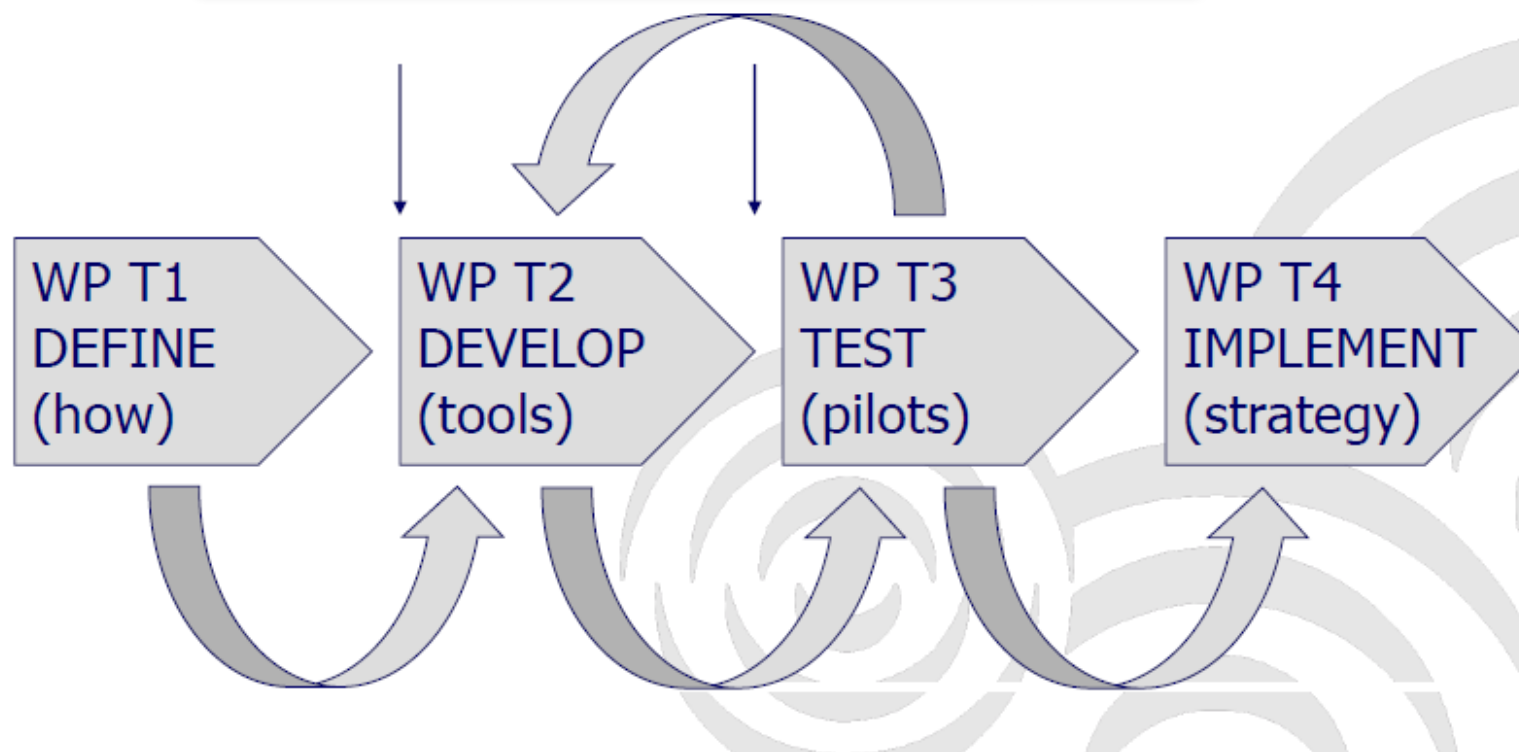 WP T1
DEFINE
(how)
WP T2
DEVELOP
(tools)
WP T3
TEST
(pilots)
WP T4
IMPLEMENT
(strategy)